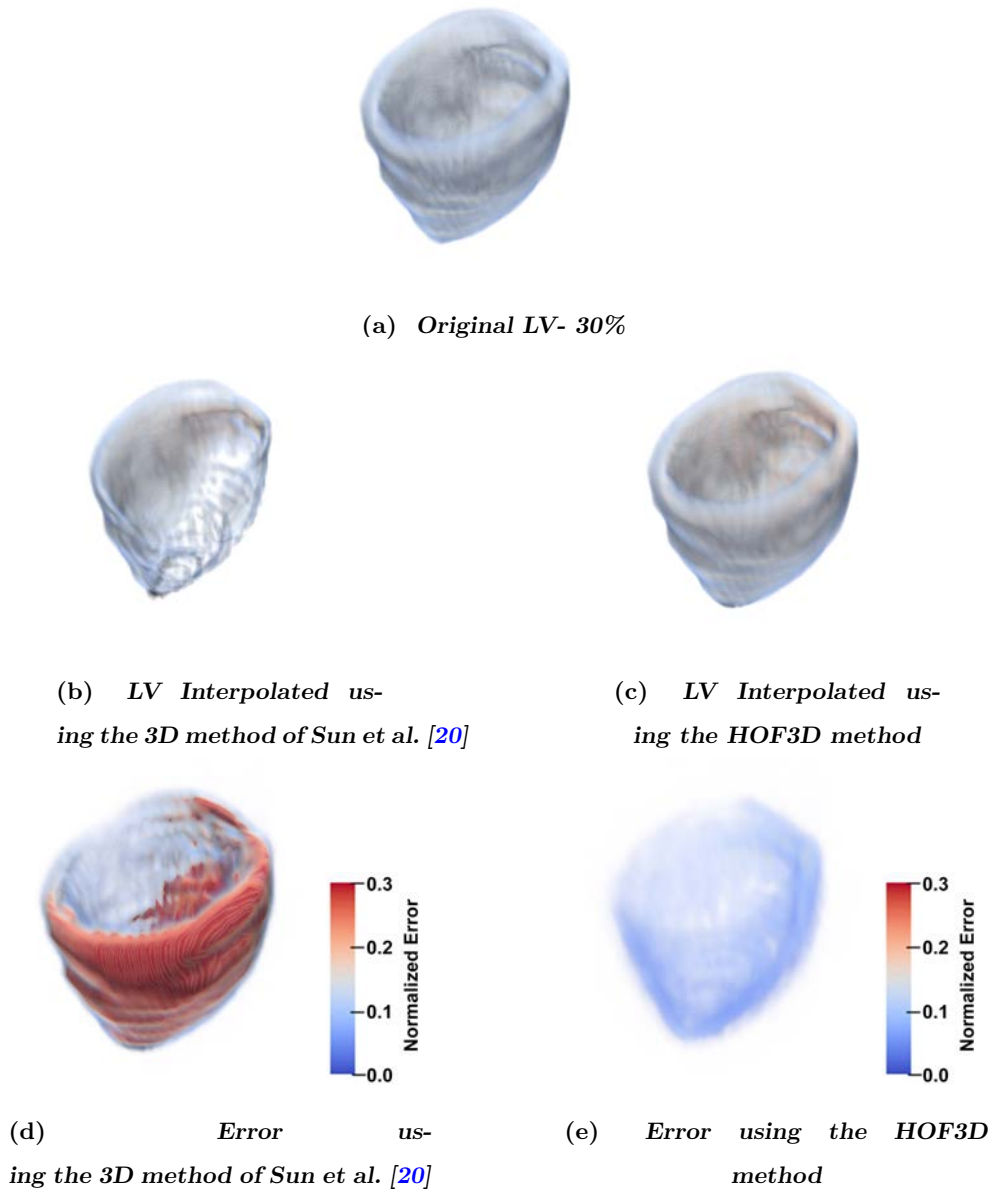 (a) Original LV- 30%
(b) LV Interpolated us-
ing the 3D method of Sun et al. [20]
(c) LV Interpolated us-
ing the HOF3D method
0.3
0.2
0.1
0.0
Normalized Error
0.3
0.2
0.1
0.0
Normalized Error
(d) Error us-
ing the 3D method of Sun et al. [20]
(e) Error using the HOF3D
method